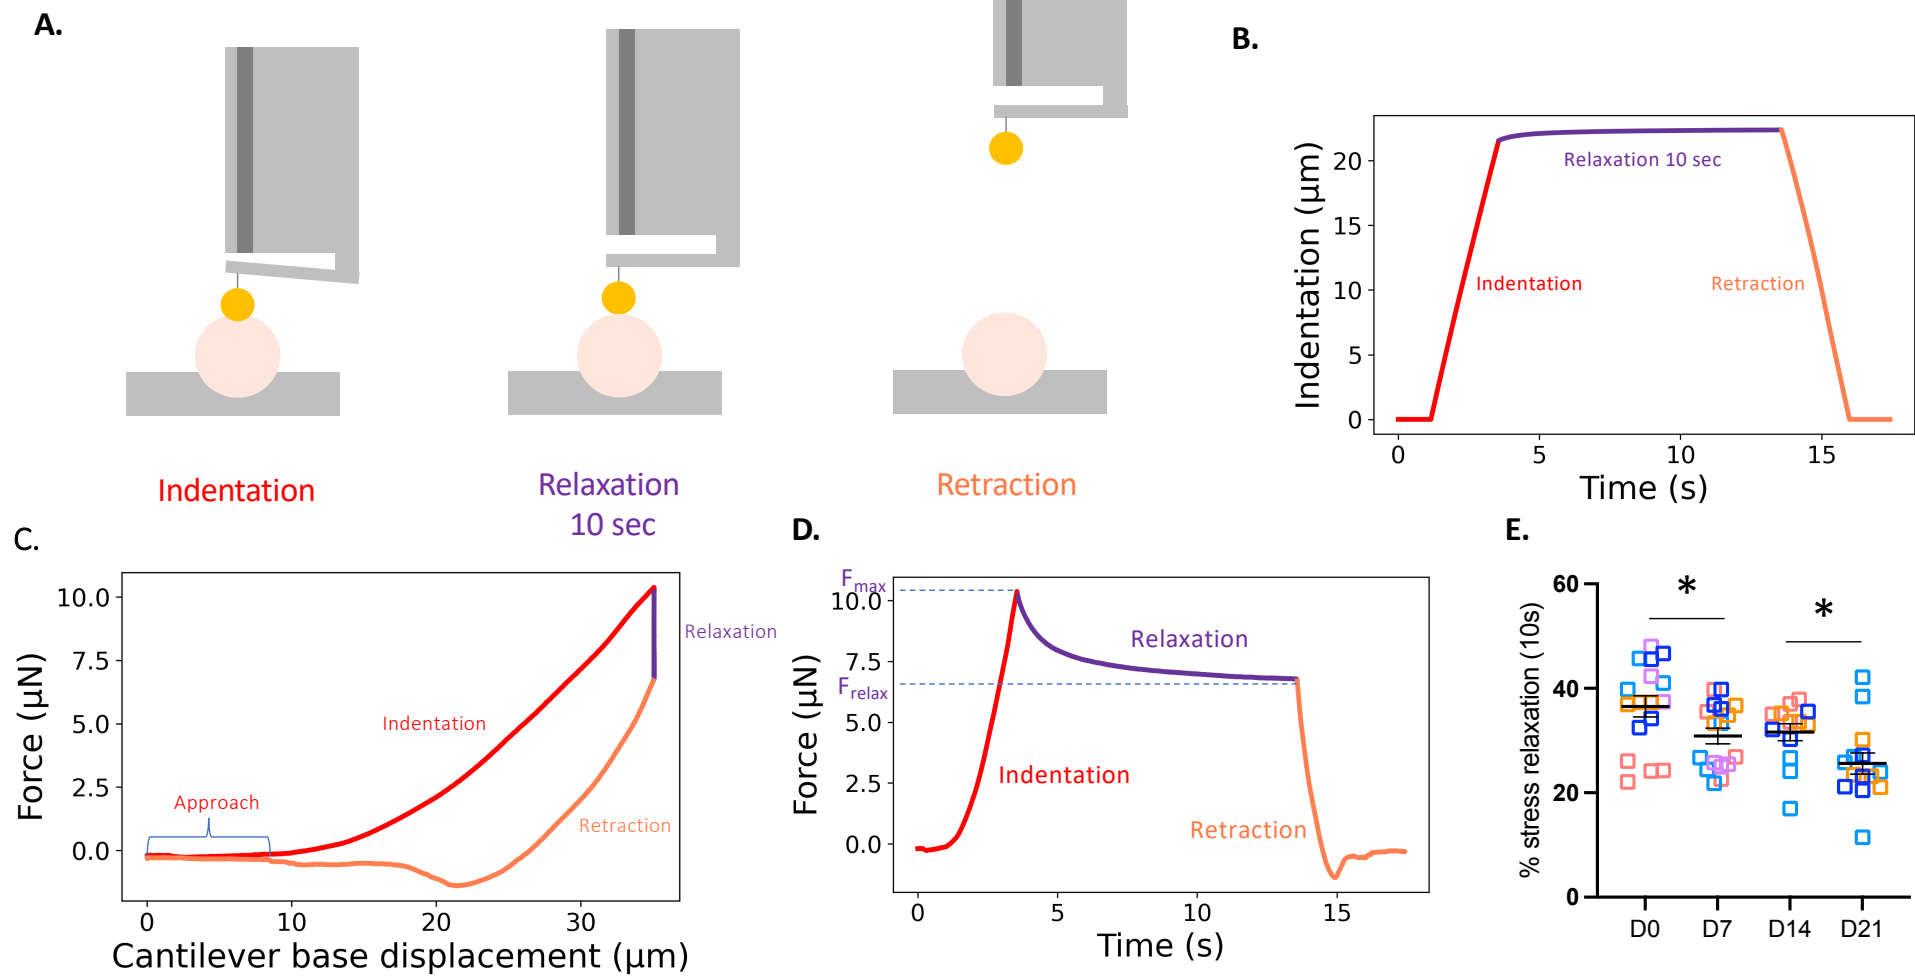 A.
Indentation
Relaxation
10 sec
Retraction
B.
Indentation (µm)
20
15
10
5
0
Relaxation 10 sec
Indentation
Retraction
0 5 10 15
Time (s)
C.
Force (µN)
10.0
7.5
5.0
2.5
0.0
Approach
Indentation
Relaxation
Retraction
0 10 20 30
Cantilever base displacement (µm)
D.
Force (µN)
Fmax
10.0
7.5
Frelax
5.0
2.5
0.0
Relaxation
Indentation
Retraction
0 5 10 15
Time (s)
E.
% stress relaxation (10s)
60
40
20
0
* *
D0 D7 D14 D21